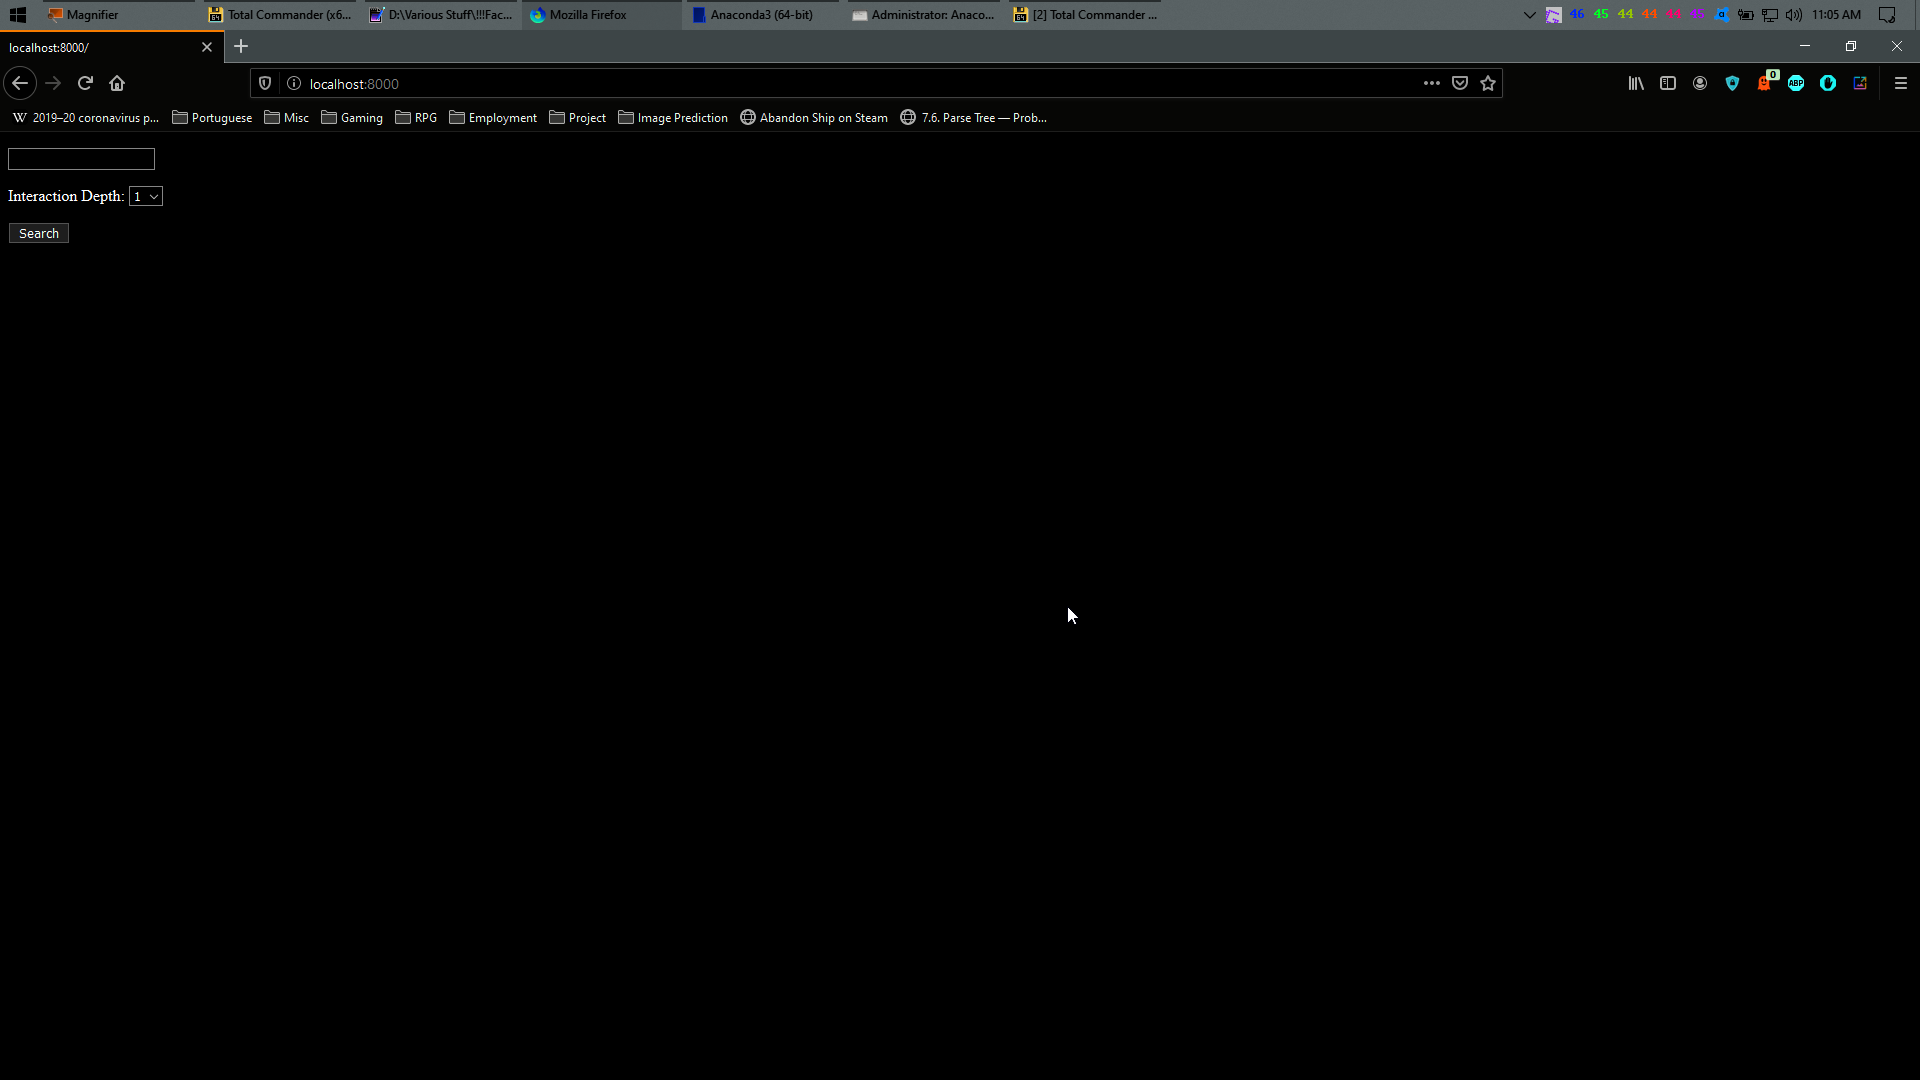 Magnifier Total Commander (x6... D:\Various Stuff\!!!Fac... Mozilla Firefox Anaconda3 (64-bit) Administrator: Anaco... [2] Total Commander ... 46 45 44 44 44 45 11:05 AM
localhost:8000/
localhost:8000
0
ABP
W 2019–20 coronavirus p... Portuguese Misc Gaming RPG Employment Project Image Prediction Abandon Ship on Steam 7.6. Parse Tree — Prob...
Interaction Depth: 1
Search